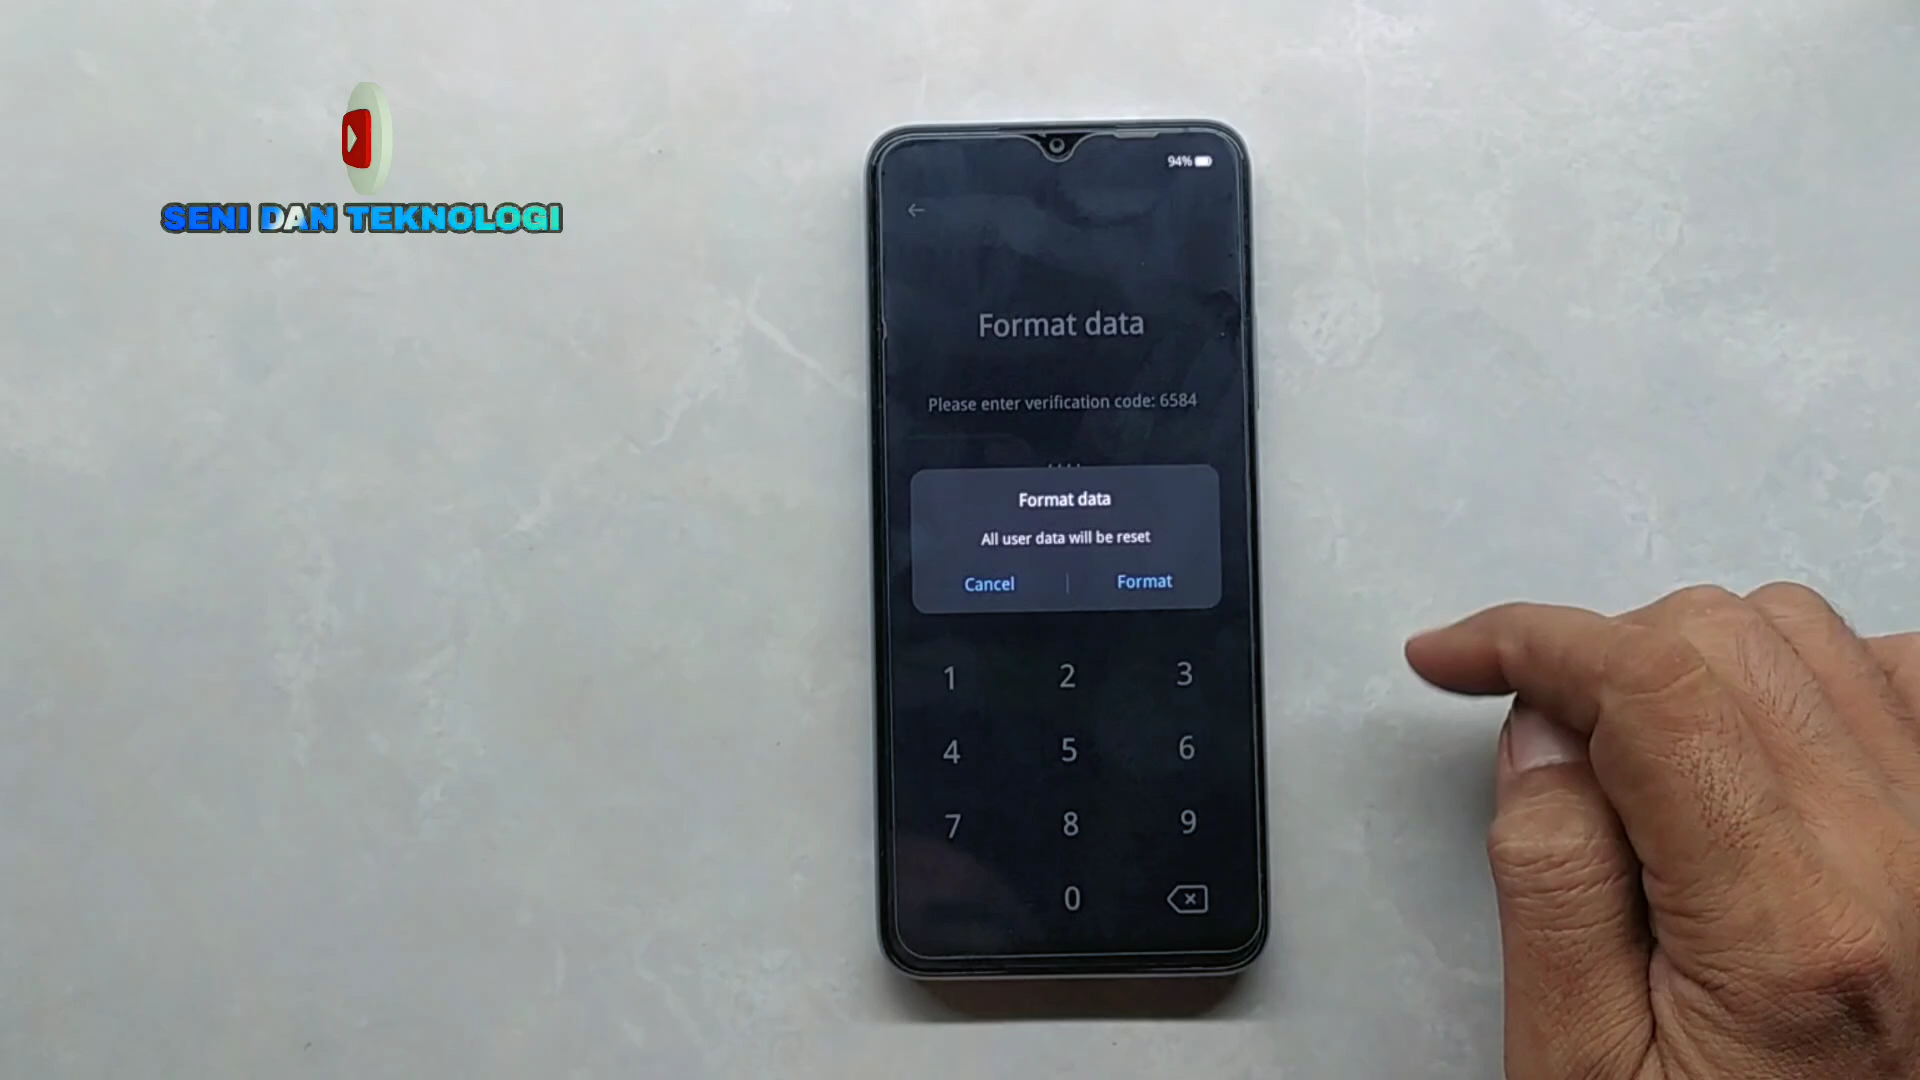 SENI DAN TEKNOLOGI
94%
Format data
Please enter verification code: 6584
Format data
All user data will be reset
Cancel
Format
1 2 3
4 5 6
7 8 9
0